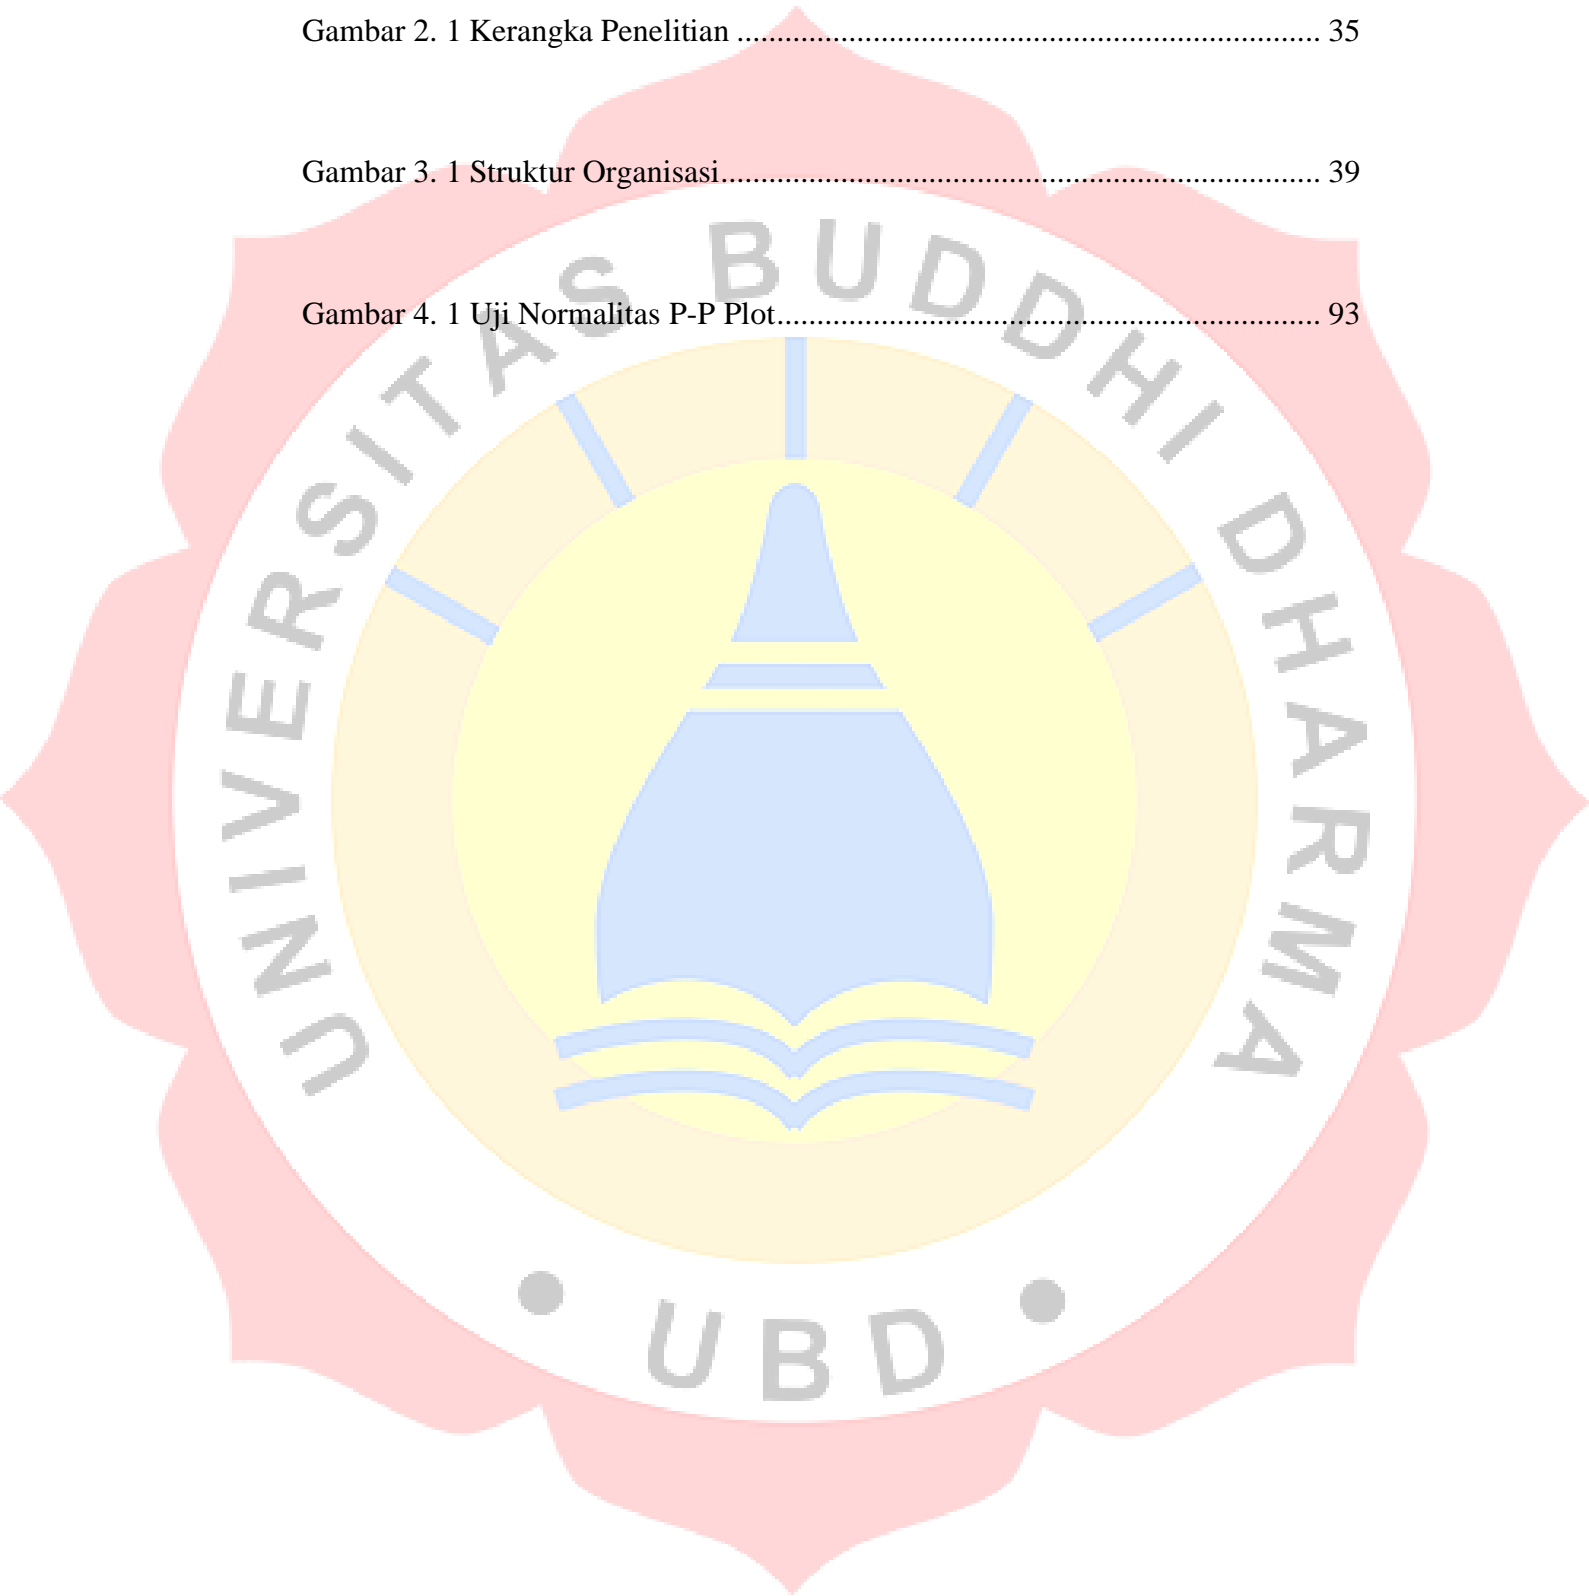 Gambar 2. 1 Kerangka Penelitian .......................................................................... 35
Gambar 3. 1 Struktur Organisasi............................................................................ 39
Gambar 4. 1 Uji Normalitas P-P Plot..................................................................... 93
UNIVERSITAS BUDDHI DHARMA
• UBD •